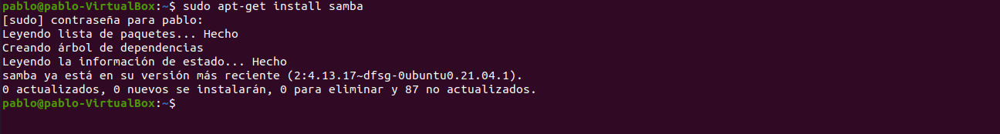 pablo@pablo-VirtualBox:~$ sudo apt-get install samba
[sudo] contraseña para pablo:
Leyendo lista de paquetes... Hecho
Creando árbol de dependencias
Leyendo la información de estado... Hecho
samba ya está en su versión más reciente (2:4.13.17~dfsg-0ubuntu0.21.04.1).
0 actualizados, 0 nuevos se instalarán, 0 para eliminar y 87 no actualizados.
pablo@pablo-VirtualBox:~$